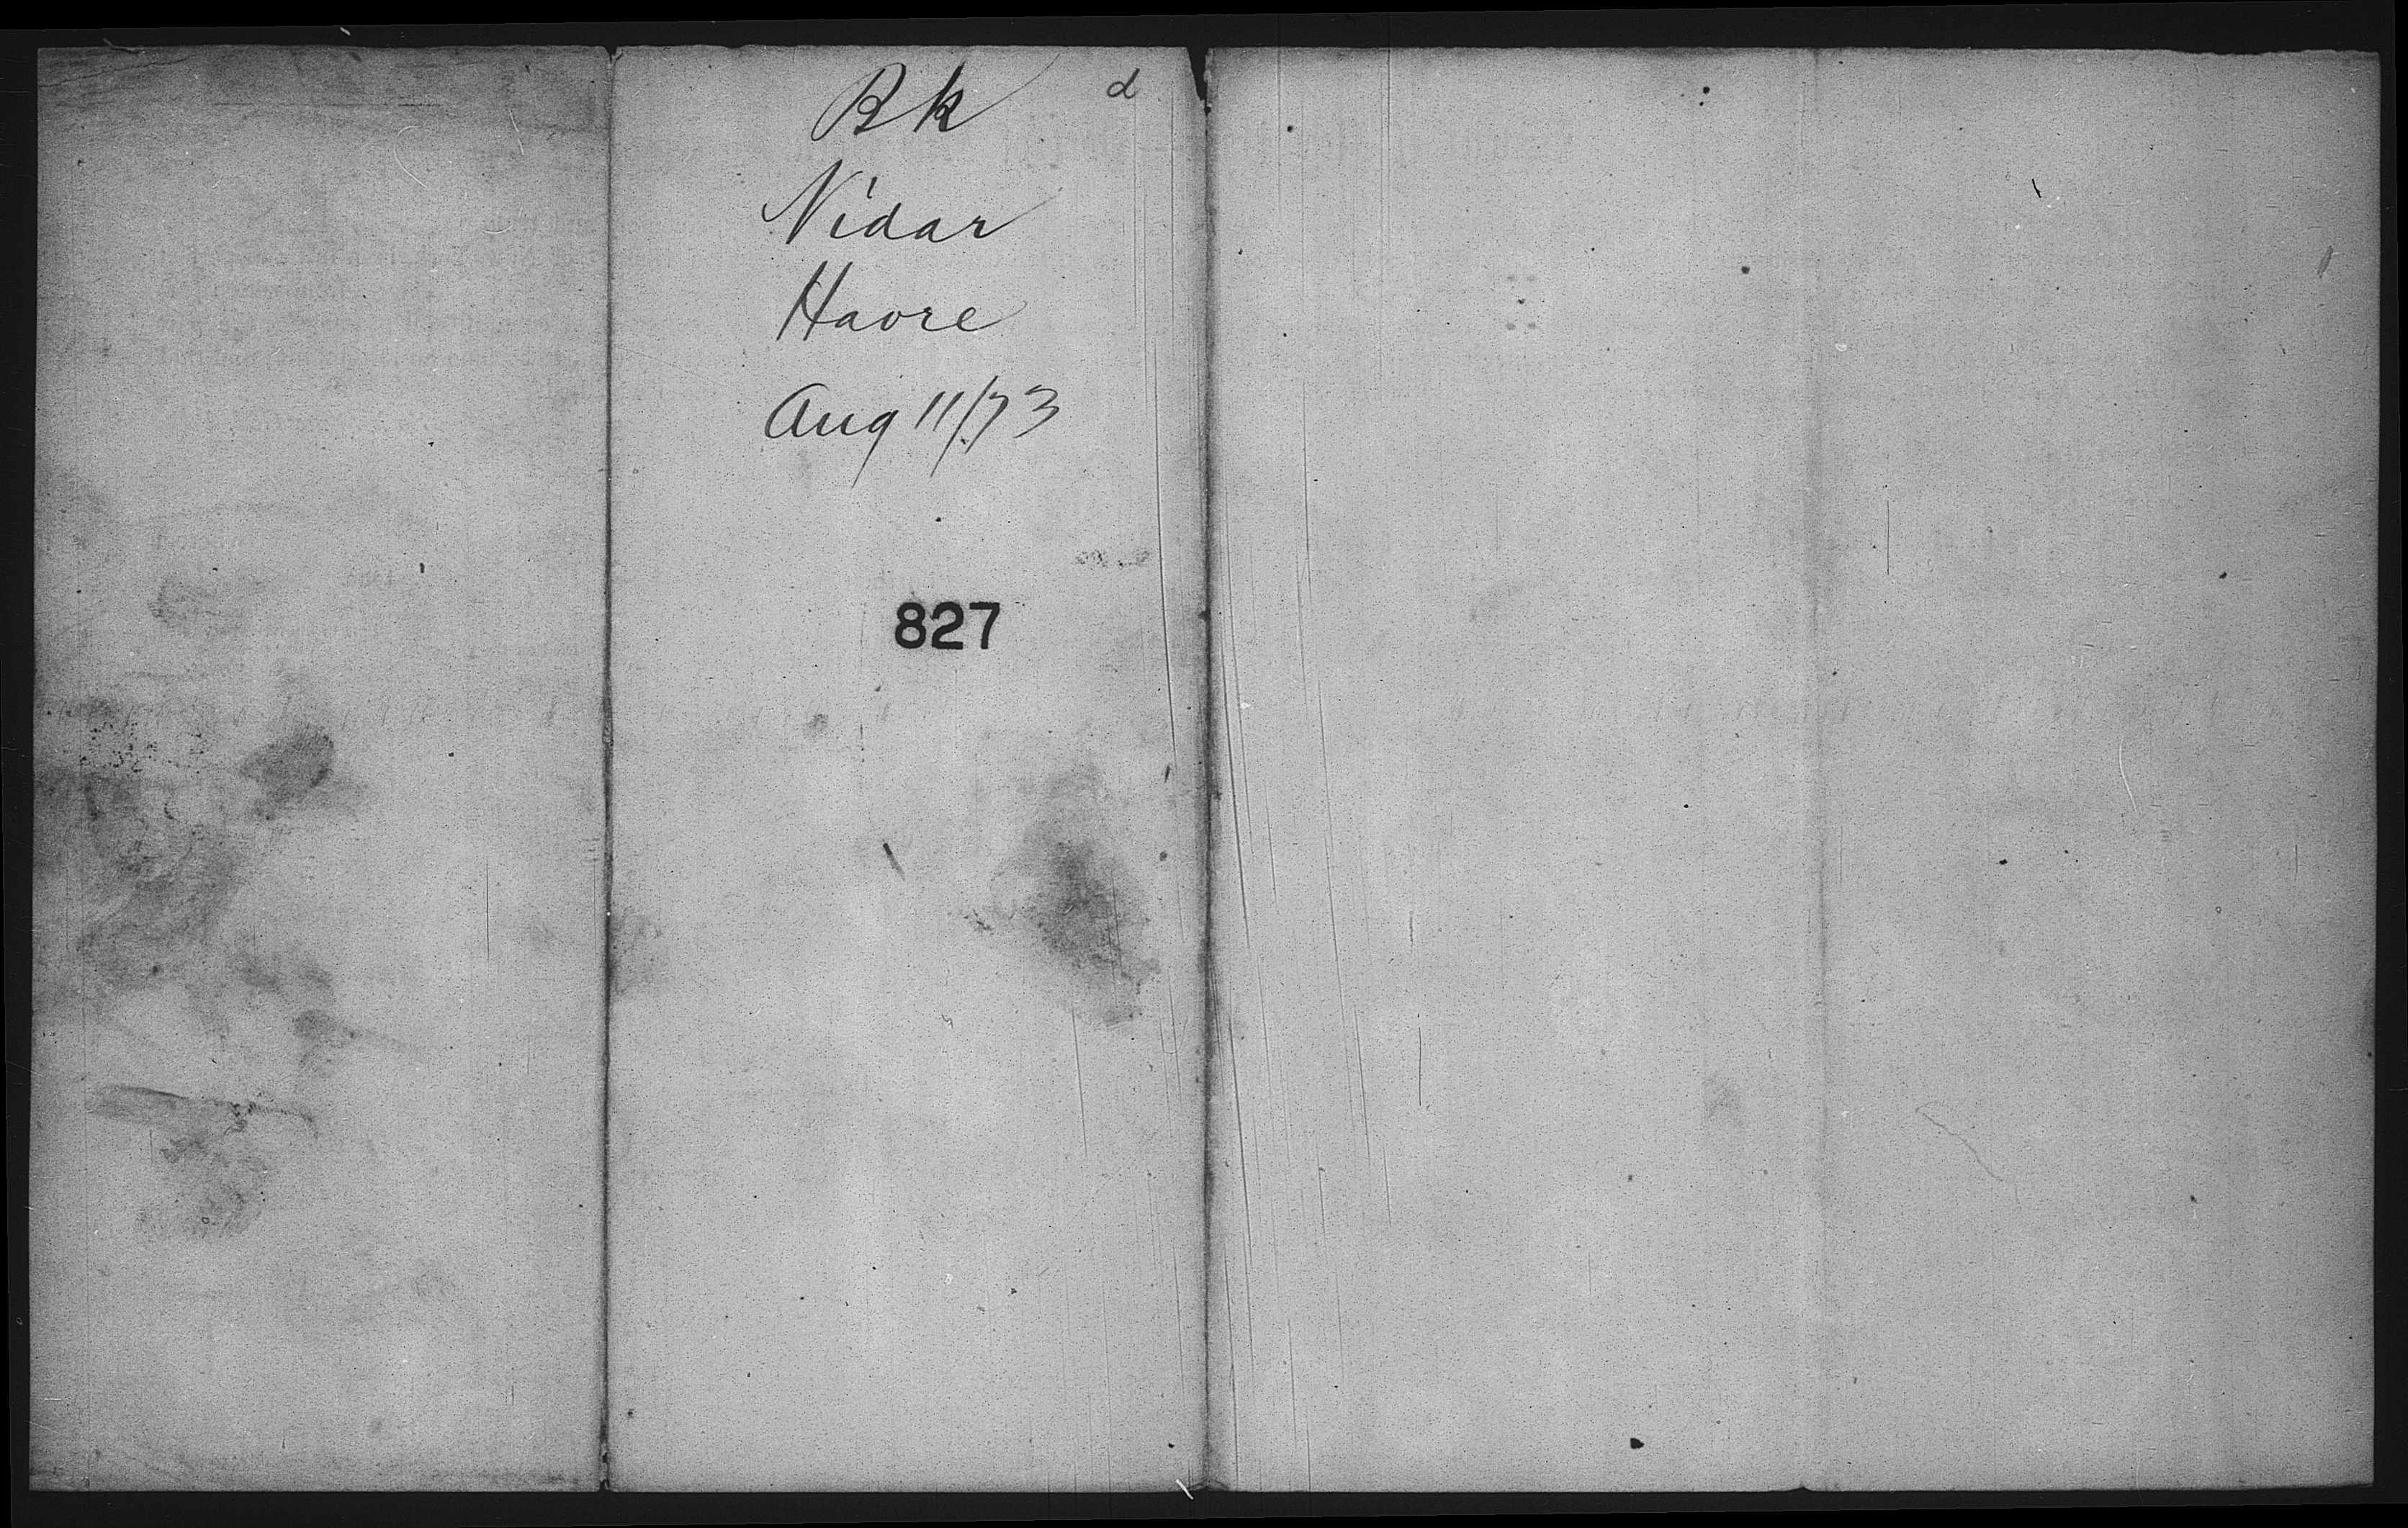 Bk d
Nidar
Havre
Aug 11/73
827